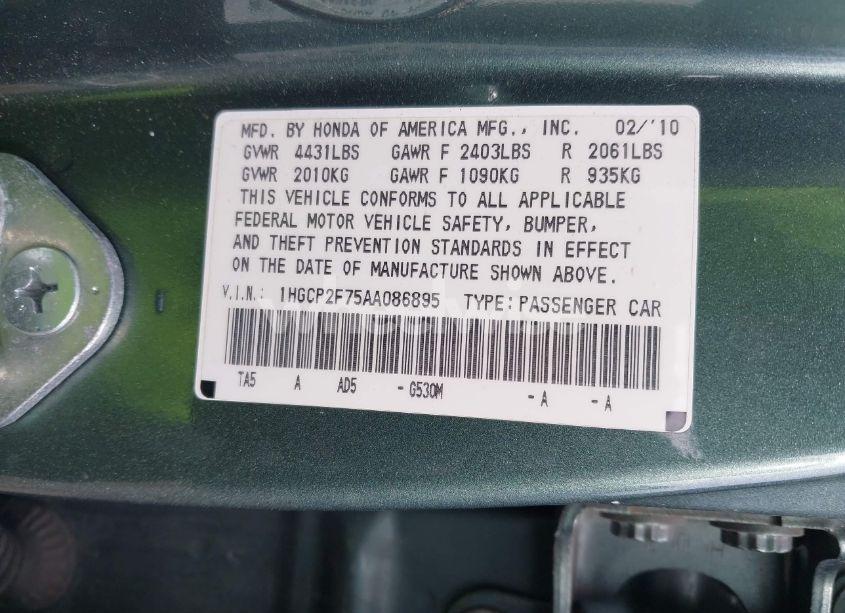 MFD. BY HONDA OF AMERICA MFG., INC. 02/'10
GVWR 4431LBS GAWR F 2403LBS R 2061LBS
GVWR 2010KG GAWR F 1090KG R 935KG
THIS VEHICLE CONFORMS TO ALL APPLICABLE
FEDERAL MOTOR VEHICLE SAFETY, BUMPER,
AND THEFT PREVENTION STANDARDS IN EFFECT
ON THE DATE OF MANUFACTURE SHOWN ABOVE.
V.I.N.: 1HGCP2F75AA086895 TYPE: PASSENGER CAR
TA5 A AD5 - G530M - A - A